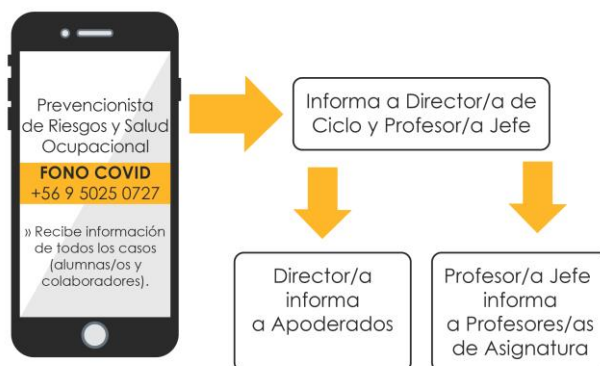 Prevencionista
de Riesgos y Salud
Ocupacional
FONO COVID
+56 9 5025 0727
» Recibe información
de todos los casos
(alumnas/os y
colaboradores).
Informa a Director/a de
Ciclo y Profesor/a Jefe
Director/a
informa
a Apoderados
Profesor/a Jefe
informa
a Profesores/as
de Asignatura